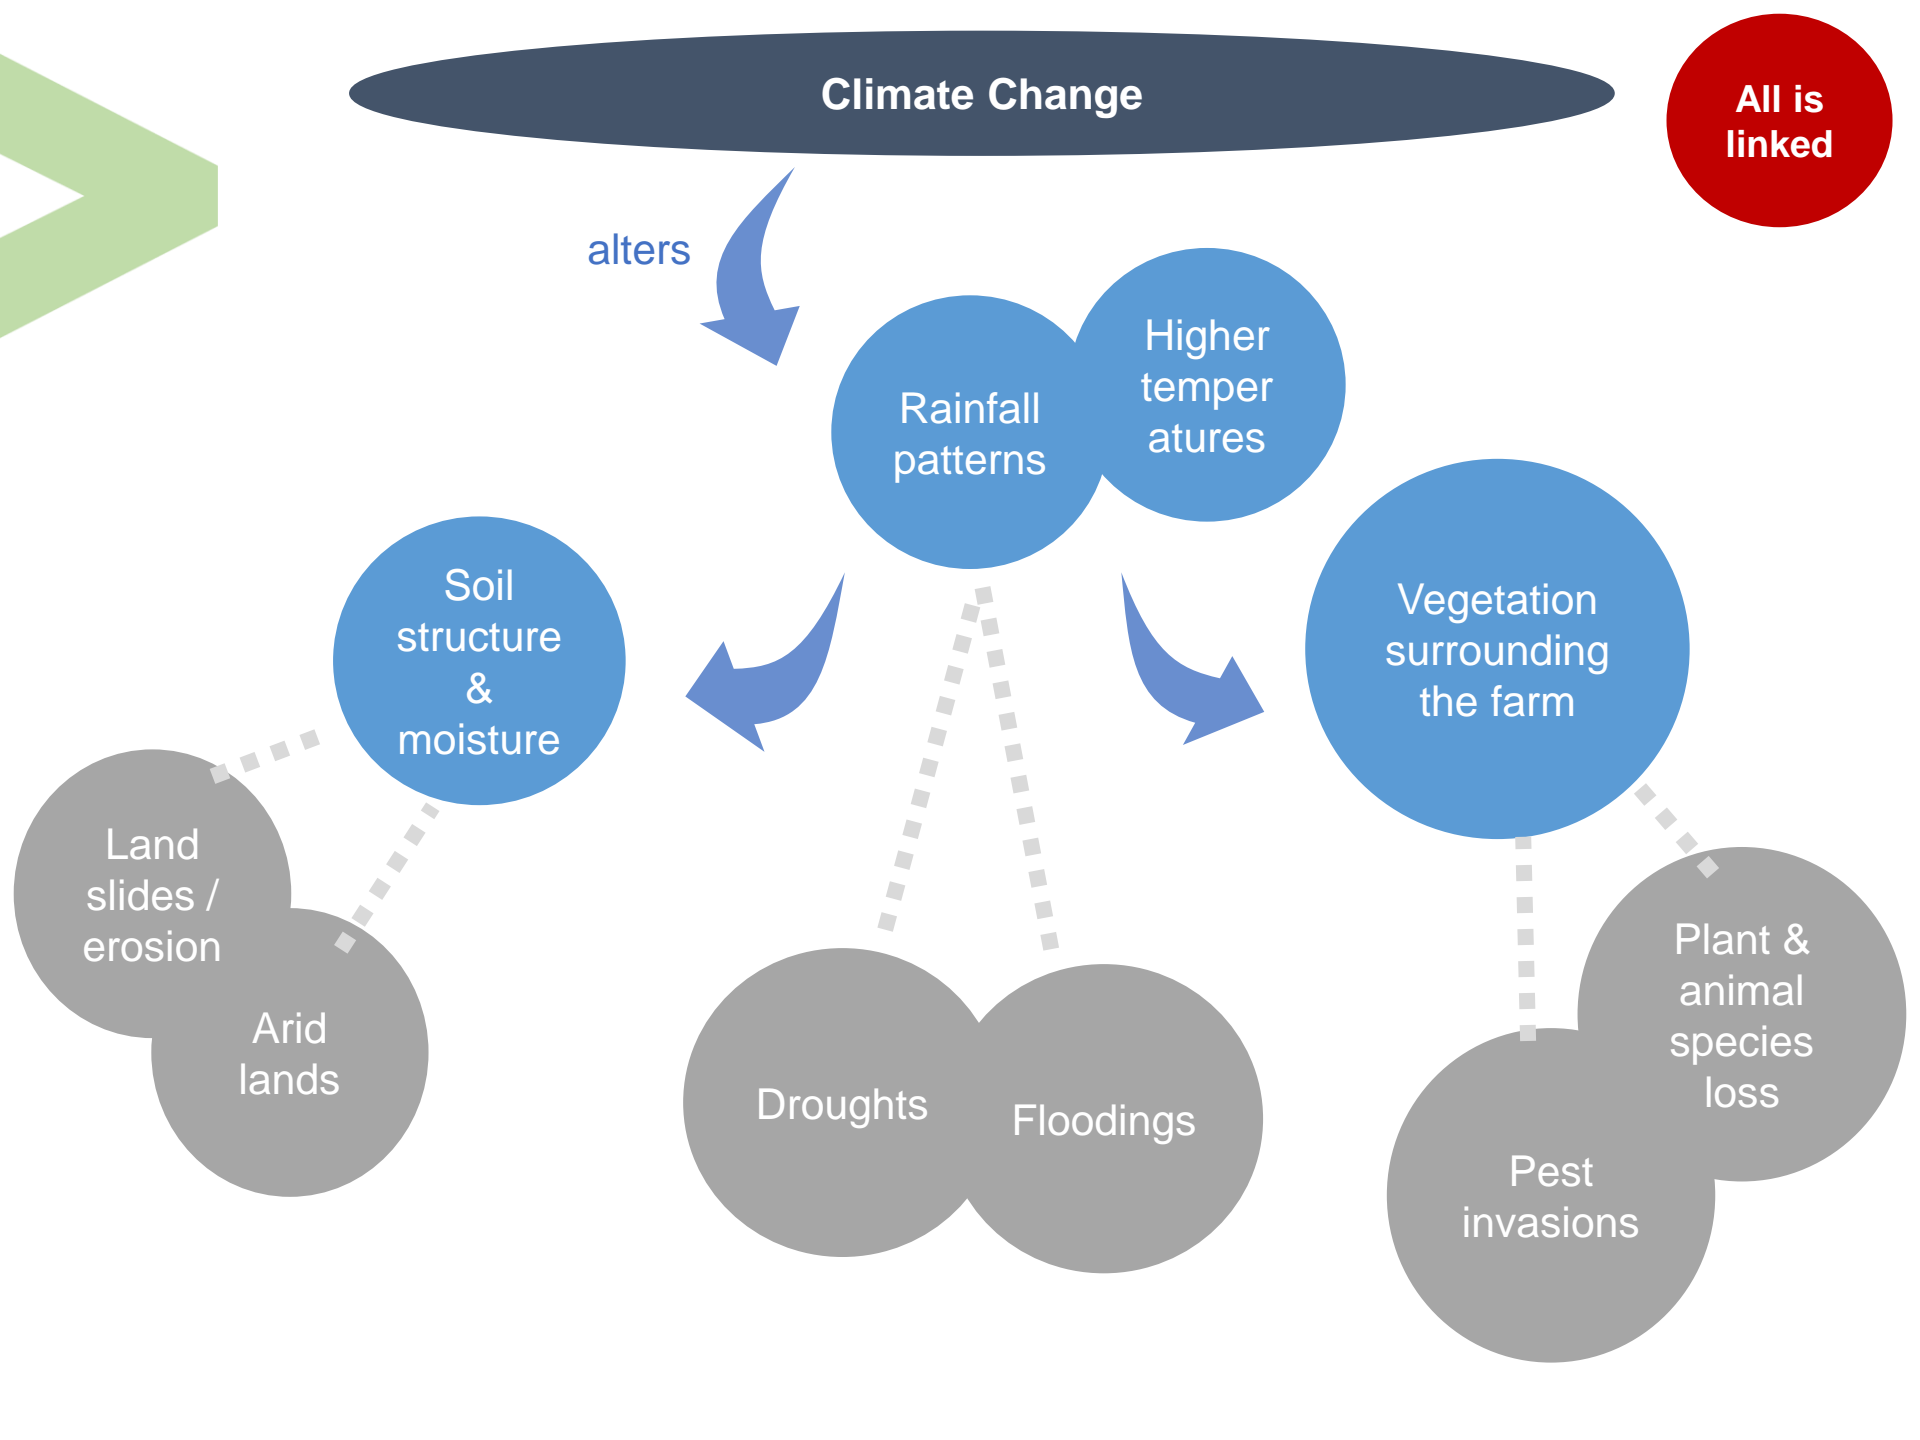 Climate Change
All is
linked
alters
Higher
temper
atures
Rainfall
patterns
Soil
structure
&
moisture
Vegetation
surrounding
the farm
Land
slides /
erosion
Arid
lands
Droughts
Floodings
Plant &
animal
species
loss
Pest
invasions